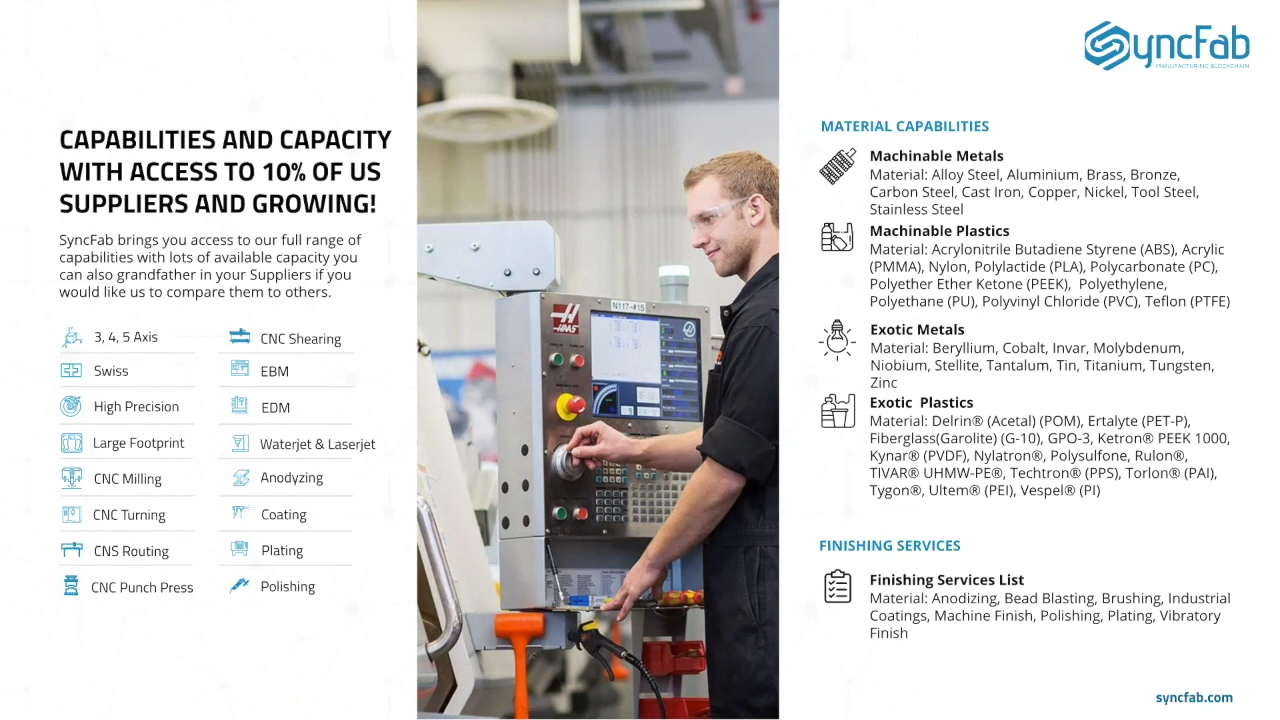 SyncFab
MANUFACTURING BLOCKCHAIN
CAPABILITIES AND CAPACITY
WITH ACCESS TO 10% OF US
SUPPLIERS AND GROWING!
SyncFab brings you access to our full range of
capabilities with lots of available capacity you
can also grandfather in your Suppliers if you
would like us to compare them to others.
3, 4, 5 Axis
Swiss
High Precision
Large Footprint
CNC Milling
CNC Turning
CNS Routing
CNC Punch Press
CNC Shearing
EBM
EDM
Waterjet & Laserjet
Anodyzing
Coating
Plating
Polishing
N117-#15
HAAS
MATERIAL CAPABILITIES
Machinable Metals
Material: Alloy Steel, Aluminium, Brass, Bronze,
Carbon Steel, Cast Iron, Copper, Nickel, Tool Steel,
Stainless Steel
Machinable Plastics
Material: Acrylonitrile Butadiene Styrene (ABS), Acrylic
(PMMA), Nylon, Polylactide (PLA), Polycarbonate (PC),
Polyether Ether Ketone (PEEK), Polyethylene,
Polyethane (PU), Polyvinyl Chloride (PVC), Teflon (PTFE)
Exotic Metals
Material: Beryllium, Cobalt, Invar, Molybdenum,
Niobium, Stellite, Tantalum, Tin, Titanium, Tungsten,
Zinc
Exotic Plastics
Material: Delrin® (Acetal) (POM), Ertalyte (PET-P),
Fiberglass(Garolite) (G-10), GPO-3, Ketron® PEEK 1000,
Kynar® (PVDF), Nylatron®, Polysulfone, Rulon®,
TIVAR® UHMW-PE®, Techtron® (PPS), Torlon® (PAI),
Tygon®, Ultem® (PEI), Vespel® (PI)
FINISHING SERVICES
Finishing Services List
Material: Anodizing, Bead Blasting, Brushing, Industrial
Coatings, Machine Finish, Polishing, Plating, Vibratory
Finish
syncfab.com